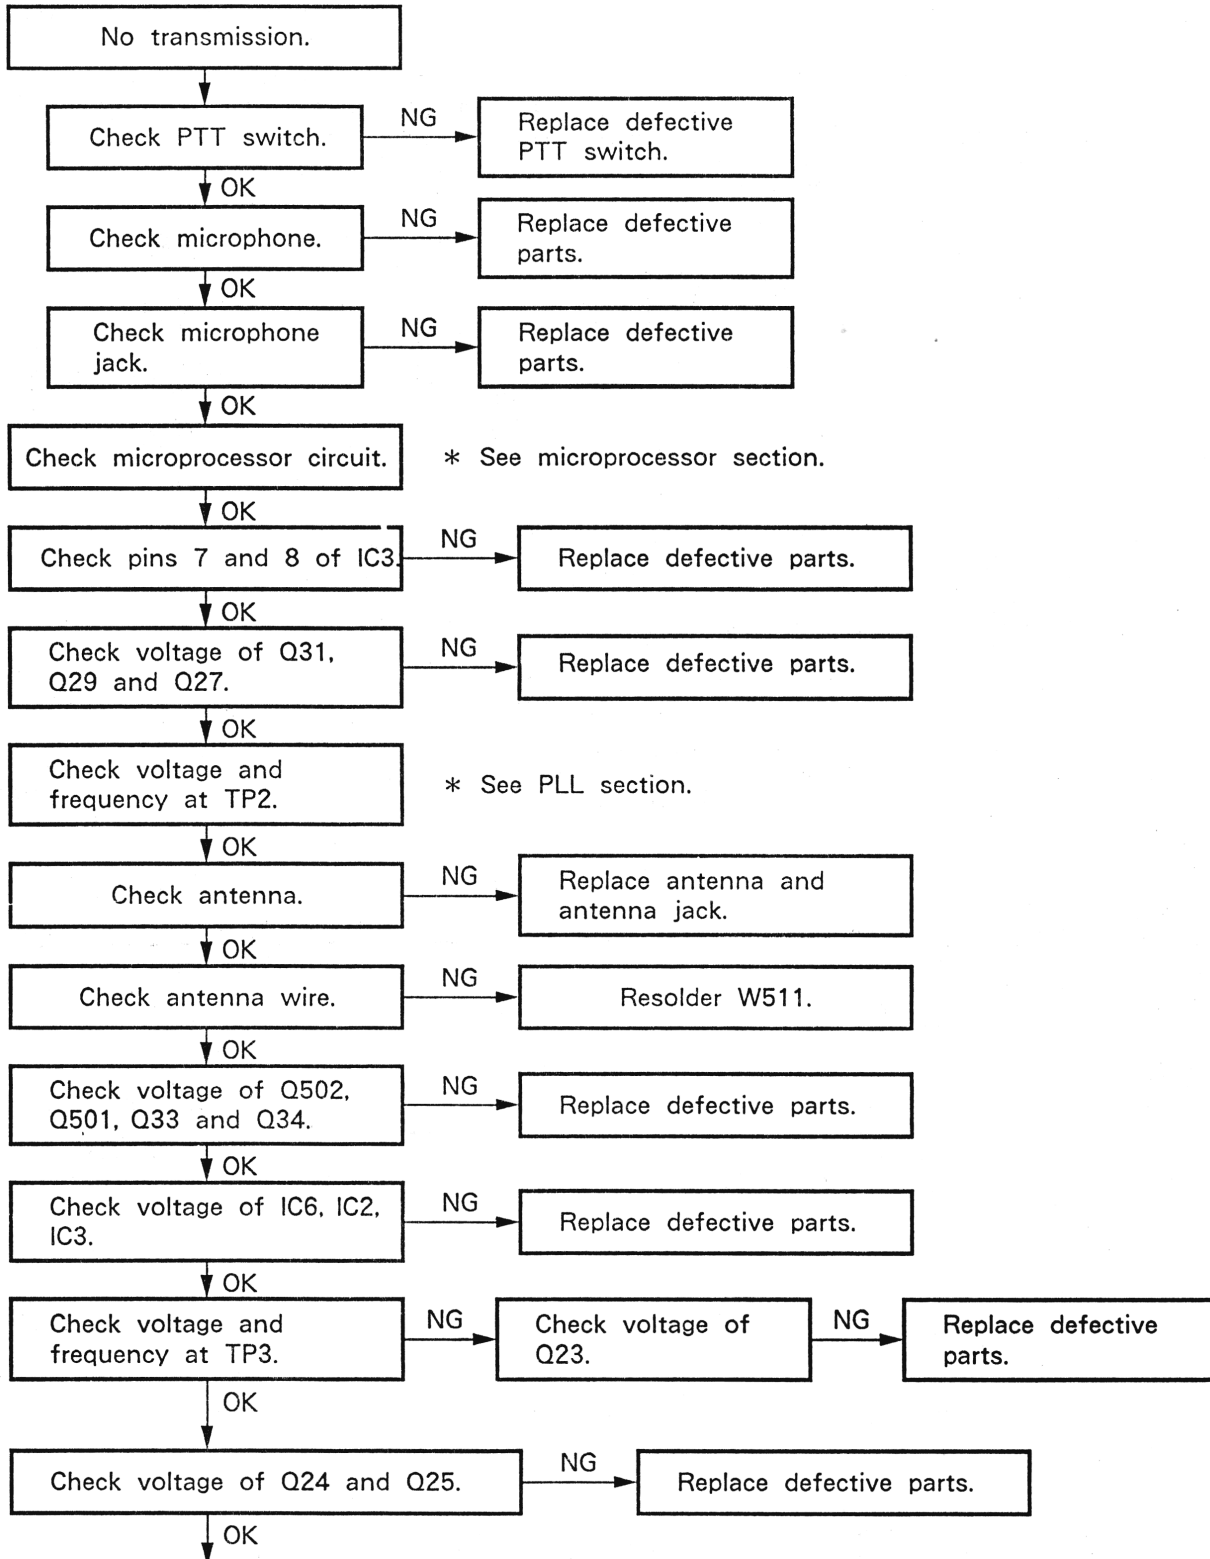 No transmission.
Check PTT switch.
NG
Replace defective
PTT switch.
OK
Check microphone.
NG
Replace defective
parts.
OK
Check microphone
jack.
NG
Replace defective
parts.
OK
Check microprocessor circuit.
* See microprocessor section.
OK
Check pins 7 and 8 of IC3.
NG
Replace defective parts.
OK
Check voltage of Q31,
Q29 and Q27.
NG
Replace defective parts.
OK
Check voltage and
frequency at TP2.
* See PLL section.
OK
Check antenna.
NG
Replace antenna and
antenna jack.
OK
Check antenna wire.
NG
Resolder W511.
OK
Check voltage of Q502,
Q501, Q33 and Q34.
NG
Replace defective parts.
OK
Check voltage of IC6, IC2,
IC3.
NG
Replace defective parts.
OK
Check voltage and
frequency at TP3.
NG
Check voltage of
Q23.
NG
Replace defective
parts.
OK
Check voltage of Q24 and Q25.
NG
Replace defective parts.
OK